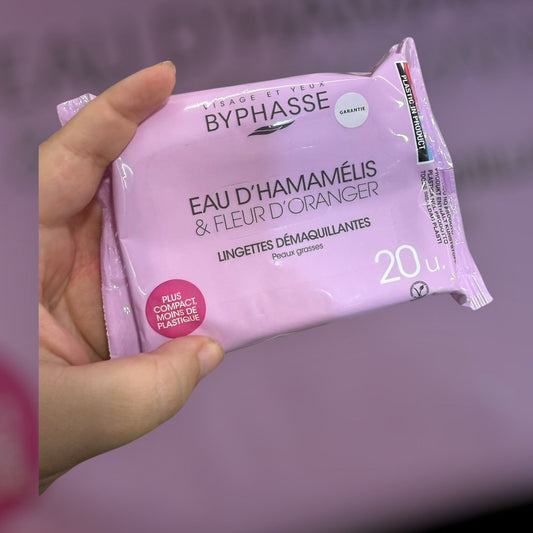 VISAGE ET YEUX
BYPHASSE
GARANTIE
PLASTIC IN PRODUCT
EAU D'HAMAMÉLIS
& FLEUR D'ORANGER
LINGETTES DÉMAQUILLANTES
Peaux grasses
20 u.
PLUS
COMPACT,
MOINS DE
PLASTIQUE